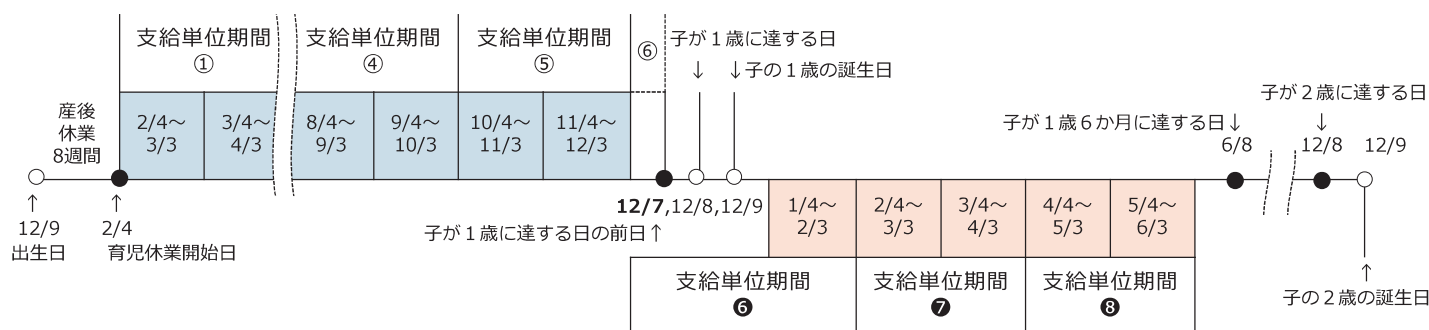 支給単位期間
①
支給単位期間
④
支給単位期間
⑤
⑥
子が1歳に達する日
↓
↓子の1歳の誕生日
産後
休業
8週間
2/4～
3/3
3/4～
4/3
8/4～
9/3
9/4～
10/3
10/4～
11/3
11/4～
12/3
子が2歳に達する日
子が1歳6か月に達する日↓
↓
6/8
12/8
12/9
↑
12/9
出生日
↑
2/4
育児休業開始日
12/7,12/8,12/9
子が1歳に達する日の前日↑
1/4～
2/3
2/4～
3/3
3/4～
4/3
4/4～
5/3
5/4～
6/3
支給単位期間
❻
支給単位期間
❼
支給単位期間
❽
↑
子の2歳の誕生日